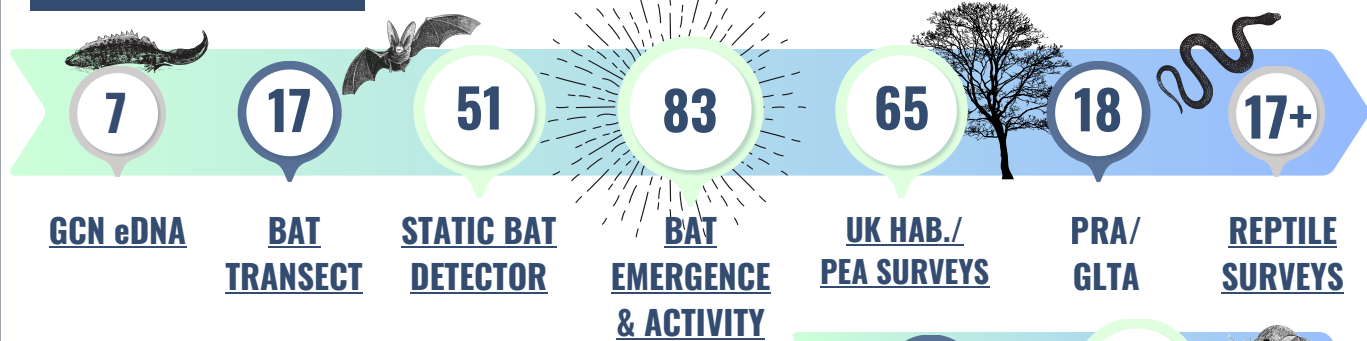 7
17
51
83
65
18
17+
GCN eDNA
BAT
TRANSECT
STATIC BAT
DETECTOR
BAT
EMERGENCE
& ACTIVITY
UK HAB./
PEA SURVEYS
PRA/
GLTA
REPTILE
SURVEYS